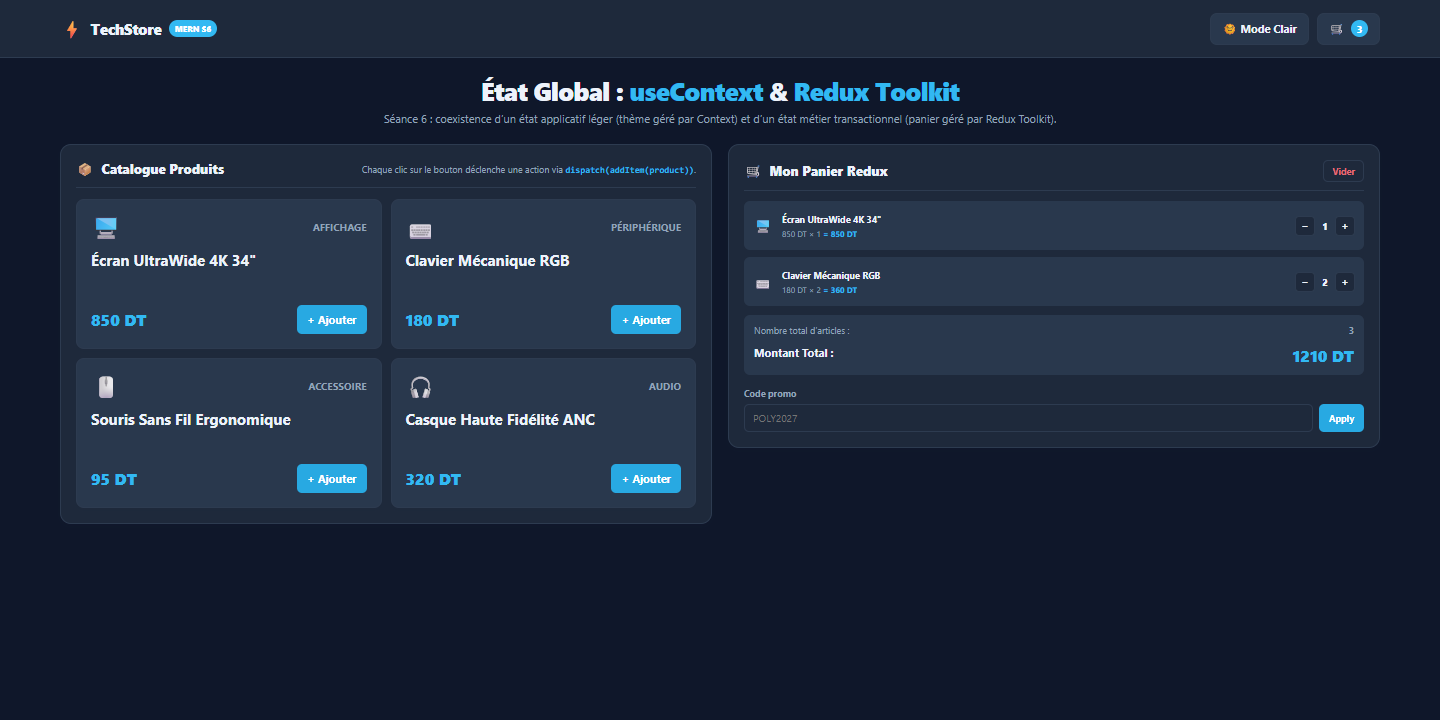 TechStore MERN S6
Mode Clair
3
État Global : useContext & Redux Toolkit
Séance 6 : coexistence d'un état applicatif léger (thème géré par Context) et d'un état métier transactionnel (panier géré par Redux Toolkit).
Catalogue Produits
Chaque clic sur le bouton déclenche une action via dispatch(addItem(product)).
AFFICHAGE
Écran UltraWide 4K 34"
850 DT
+ Ajouter
PÉRIPHÉRIQUE
Clavier Mécanique RGB
180 DT
+ Ajouter
ACCESSOIRE
Souris Sans Fil Ergonomique
95 DT
+ Ajouter
AUDIO
Casque Haute Fidélité ANC
320 DT
+ Ajouter
Mon Panier Redux
Vider
Écran UltraWide 4K 34"
850 DT × 1 = 850 DT
− 1 +
Clavier Mécanique RGB
180 DT × 2 = 360 DT
− 2 +
Nombre total d'articles : 3
Montant Total : 1210 DT
Code promo
POLY2027
Apply